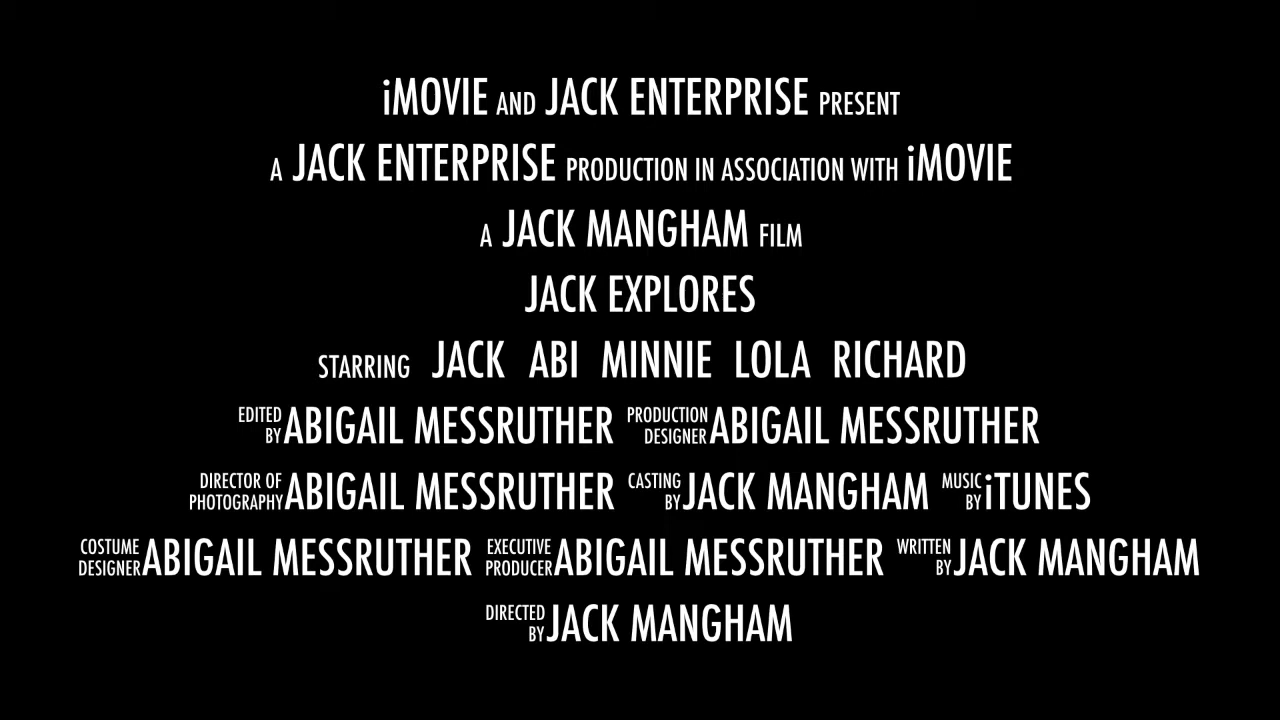 iMOVIE AND JACK ENTERPRISE PRESENT
A JACK ENTERPRISE PRODUCTION IN ASSOCIATION WITH iMOVIE
A JACK MANGHAM FILM
JACK EXPLORES
STARRING JACK ABI MINNIE LOLA RICHARD
EDITED BY ABIGAIL MESSRUTHER PRODUCTION DESIGNER ABIGAIL MESSRUTHER
DIRECTOR OF PHOTOGRAPHY ABIGAIL MESSRUTHER CASTING BY JACK MANGHAM MUSIC BY iTUNES
COSTUME DESIGNER ABIGAIL MESSRUTHER EXECUTIVE PRODUCER ABIGAIL MESSRUTHER WRITTEN BY JACK MANGHAM
DIRECTED BY JACK MANGHAM